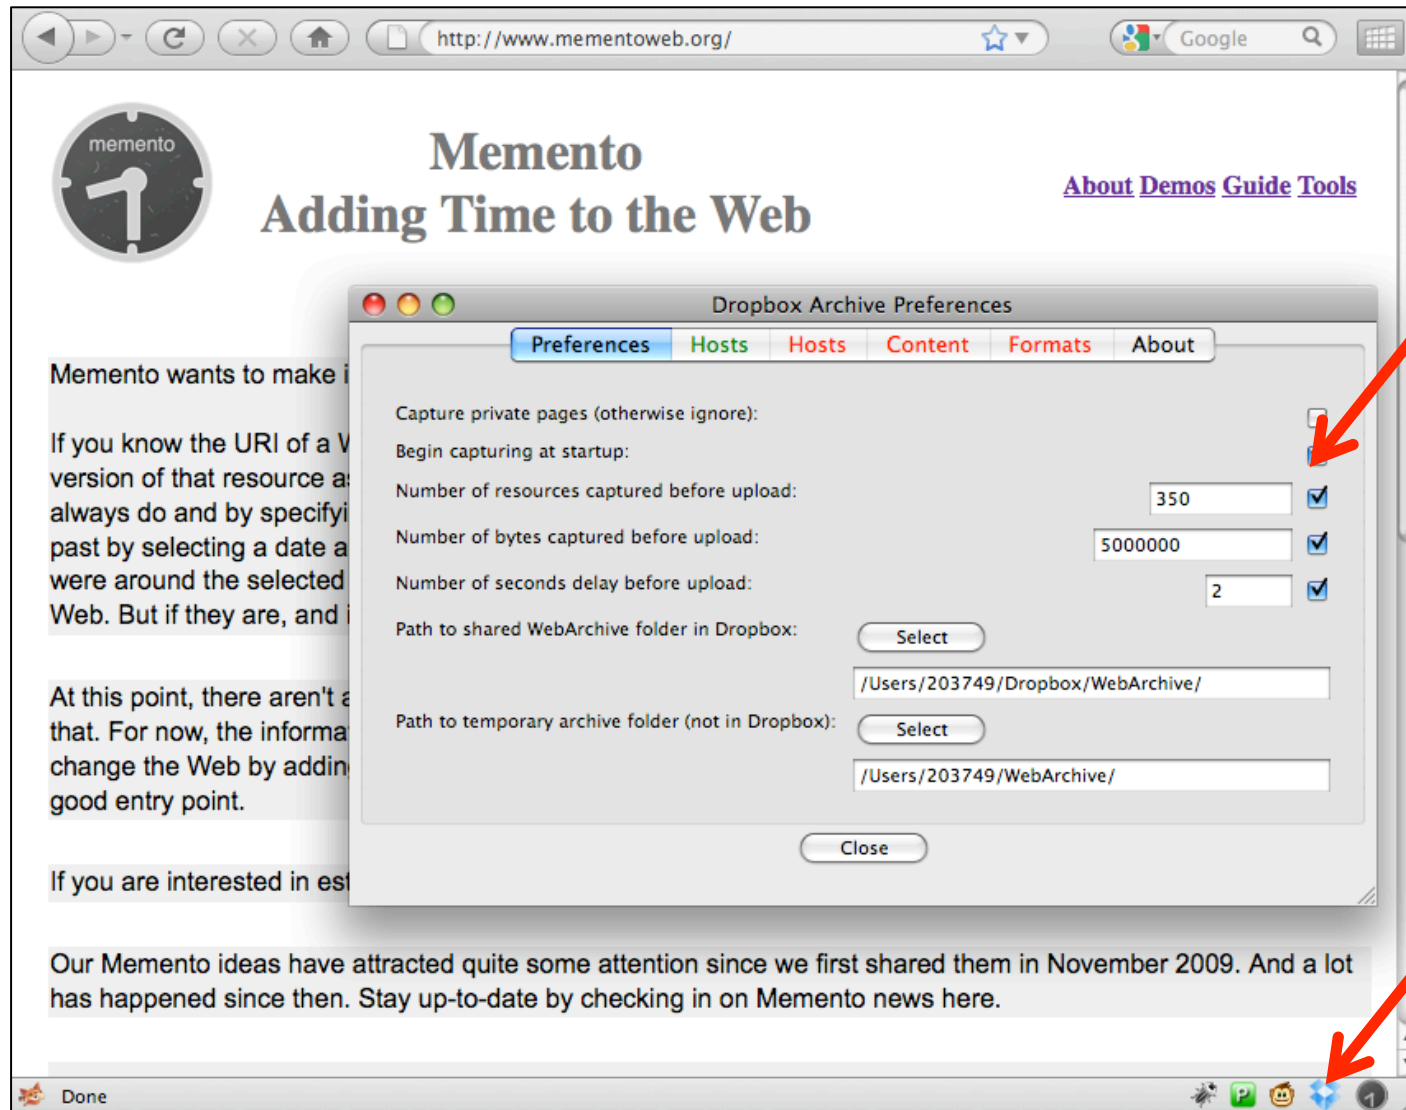 http://www.mementoweb.org/
Google
memento
Memento
Adding Time to the Web
About Demos Guide Tools
Dropbox Archive Preferences
Preferences Hosts Hosts Content Formats About
Memento wants to make i
Capture private pages (otherwise ignore):
If you know the URI of a
Begin capturing at startup:
version of that resource a
Number of resources captured before upload: 350
always do and by specifyi
Number of bytes captured before upload: 5000000
past by selecting a date a
Number of seconds delay before upload: 2
were around the selected
Web. But if they are, and i
Path to shared WebArchive folder in Dropbox: Select
/Users/203749/Dropbox/WebArchive/
At this point, there aren't a
that. For now, the informa
Path to temporary archive folder (not in Dropbox): Select
change the Web by adding
/Users/203749/WebArchive/
good entry point.
Close
If you are interested in est
Our Memento ideas have attracted quite some attention since we first shared them in November 2009. And a lot
has happened since then. Stay up-to-date by checking in on Memento news here.
Done